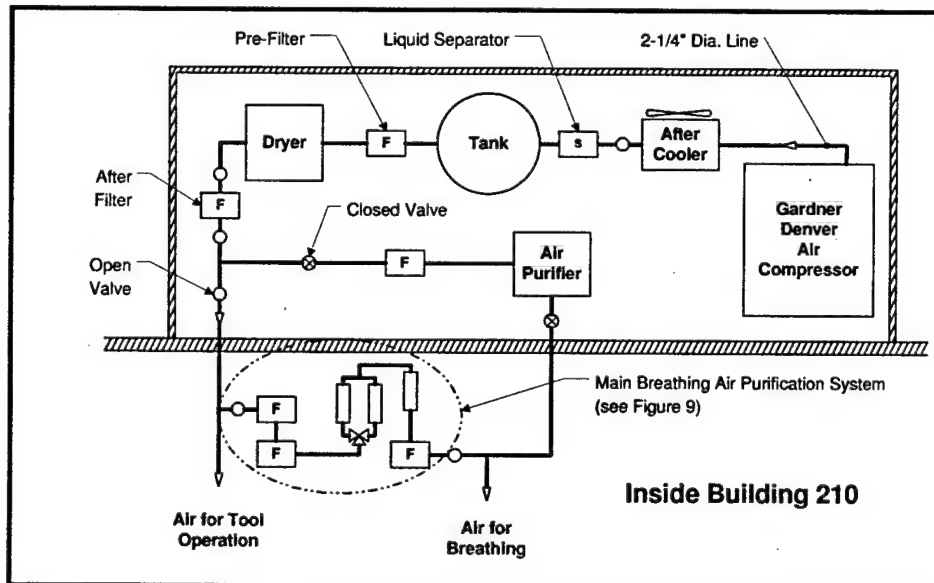 Pre-Filter
Liquid Separator
2-1/4" Dia. Line
Dryer
F
Tank
s
After
Cooler
After
Filter
F
Closed Valve
Gardner
Denver
Air
Compressor
F
Air
Purifier
Open
Valve
Main Breathing Air Purification System
(see Figure 9)
F
F
F
Inside Building 210
Air for Tool
Operation
Air for
Breathing